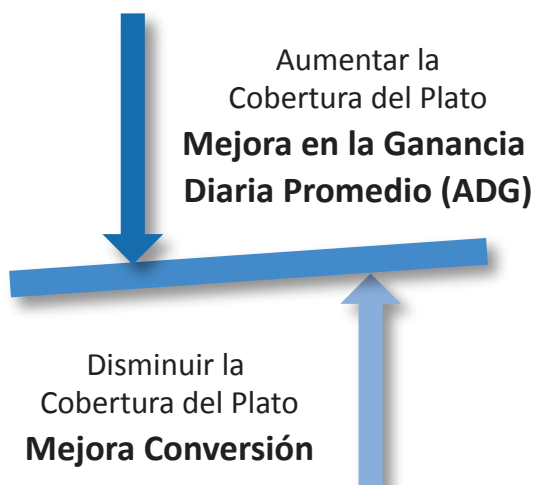 Aumentar la
Cobertura del Plato
Mejora en la Ganancia
Diaria Promedio (ADG)
Disminuir la
Cobertura del Plato
Mejora Conversión